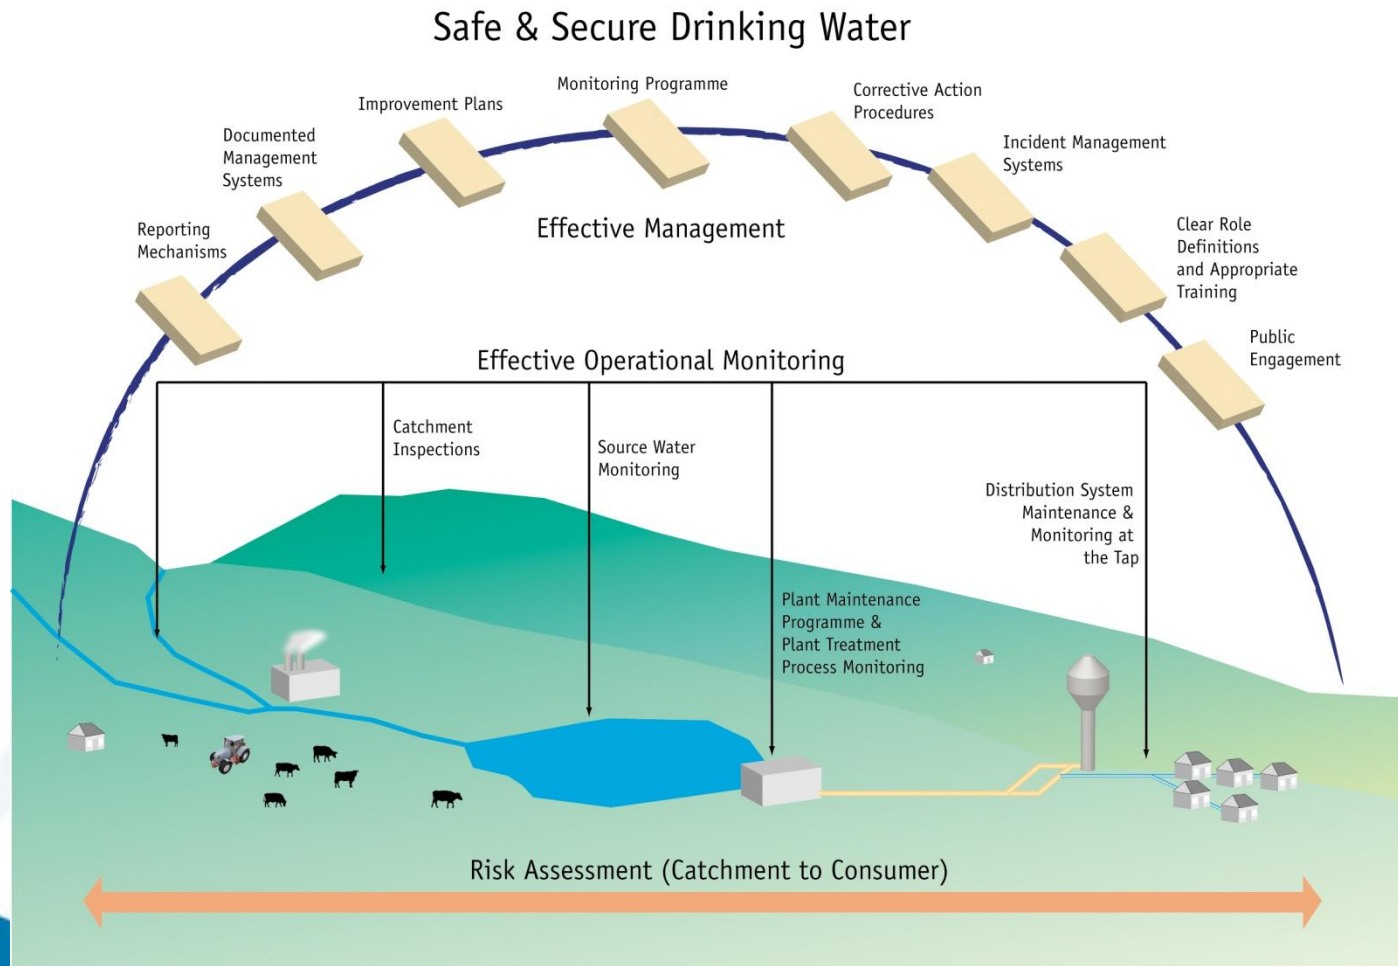 Safe & Secure Drinking Water
Monitoring Programme
Improvement Plans
Corrective Action
Procedures
Documented
Management
Systems
Incident Management
Systems
Reporting
Mechanisms
Effective Management
Clear Role
Definitions
and Appropriate
Training
Public
Engagement
Effective Operational Monitoring
Catchment
Inspections
Source Water
Monitoring
Distribution System
Maintenance &
Monitoring at
the Tap
Plant Maintenance
Programme &
Plant Treatment
Process Monitoring
Risk Assessment (Catchment to Consumer)